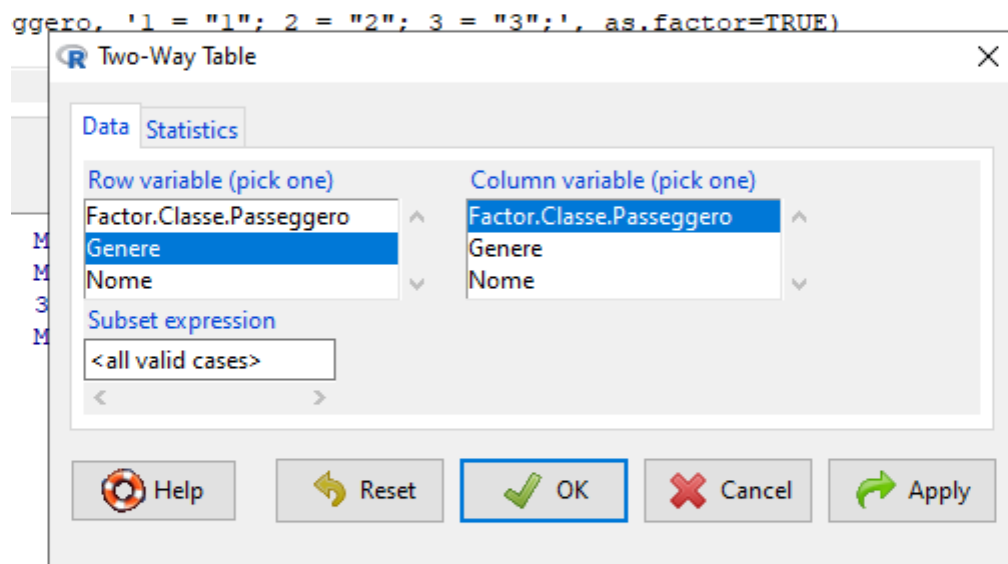 ggero, '1 = "1"; 2 = "2"; 3 = "3";', as.factor=TRUE)
Two-Way Table
Data Statistics
Row variable (pick one) Column variable (pick one)
Factor.Classe.Passeggero Factor.Classe.Passeggero
M Genere Genere
M Nome Nome
3
Subset expression
M
<all valid cases>
Help Reset OK Cancel Apply